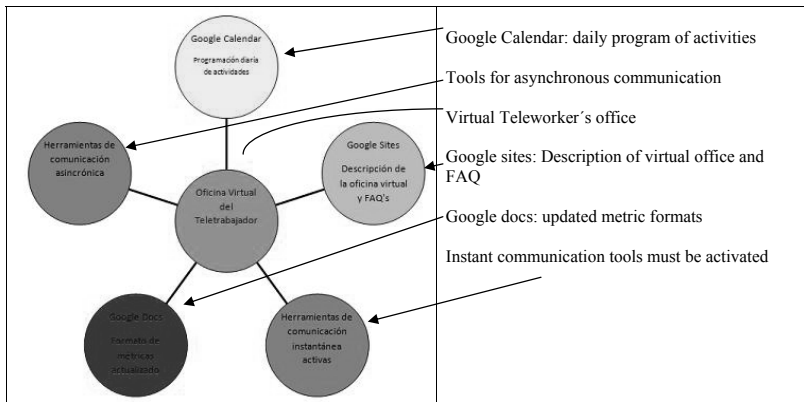 Google Calendar
Programación diaria
de actividades
Herramientas de
comunicación
asincrónica
Google Sites
Descripción de
la oficina virtual
y FAQ's
Oficina Virtual
del
Teletrabajador
Google Docs
Formato de
métricas
actualizado
Herramientas de
comunicación
instantánea
activas
Google Calendar: daily program of activities
Tools for asynchronous communication
Virtual Teleworker´s office
Google sites: Description of virtual office and
FAQ
Google docs: updated metric formats
Instant communication tools must be activated